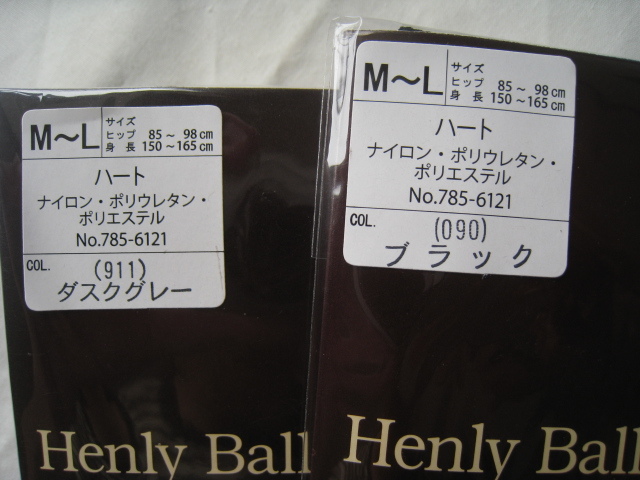 M～L
サイズ
ヒップ 85～98cm
身長 150～165cm
ハート
ナイロン・ポリウレタン・
ポリエステル
No.785-6121
COL.
(911)
ダスクグレー
Henly Ball
M～L
サイズ
ヒップ 85～98cm
身長 150～165cm
ハート
ナイロン・ポリウレタン・
ポリエステル
No.785-6121
COL.
(090)
ブラック
Henly Ball